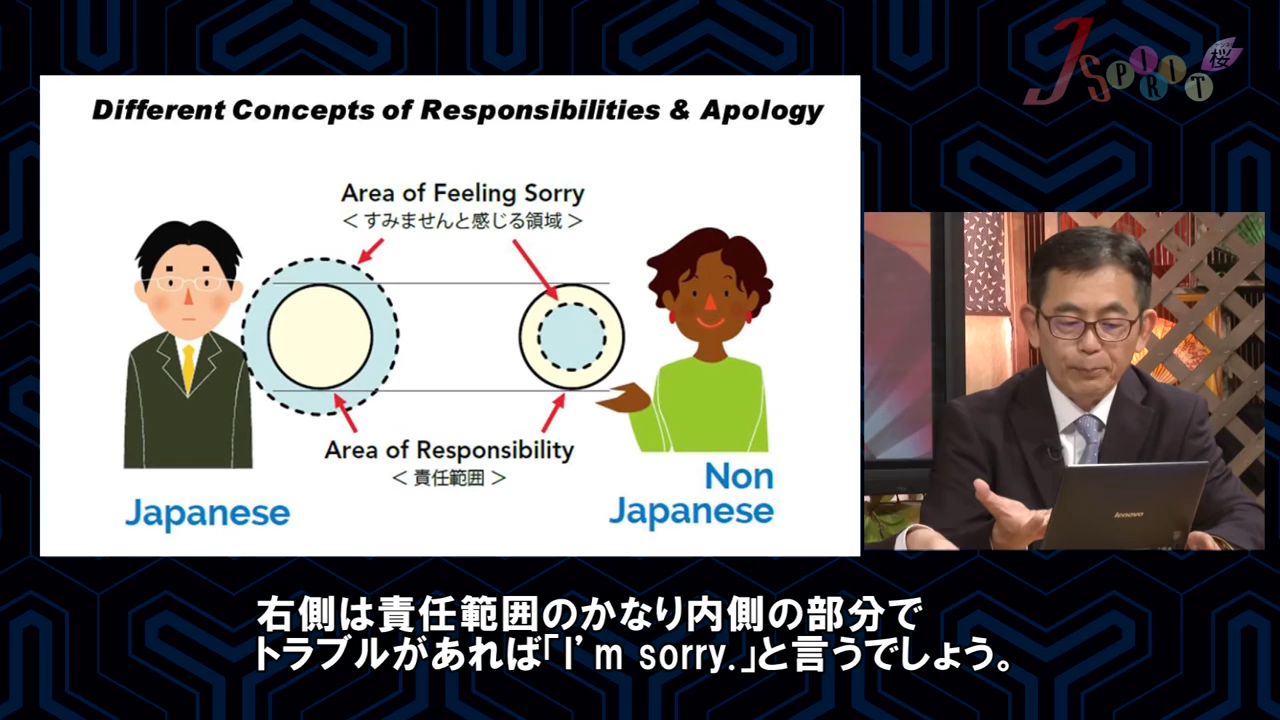 J SPIRIT 桜
Different Concepts of Responsibilities & Apology
Area of Feeling Sorry
＜すみませんと感じる領域＞
Area of Responsibility
＜責任範囲＞
Japanese
Non
Japanese
lenovo
右側は責任範囲のかなり内側の部分で
トラブルがあれば「I'm sorry.」と言うでしょう。